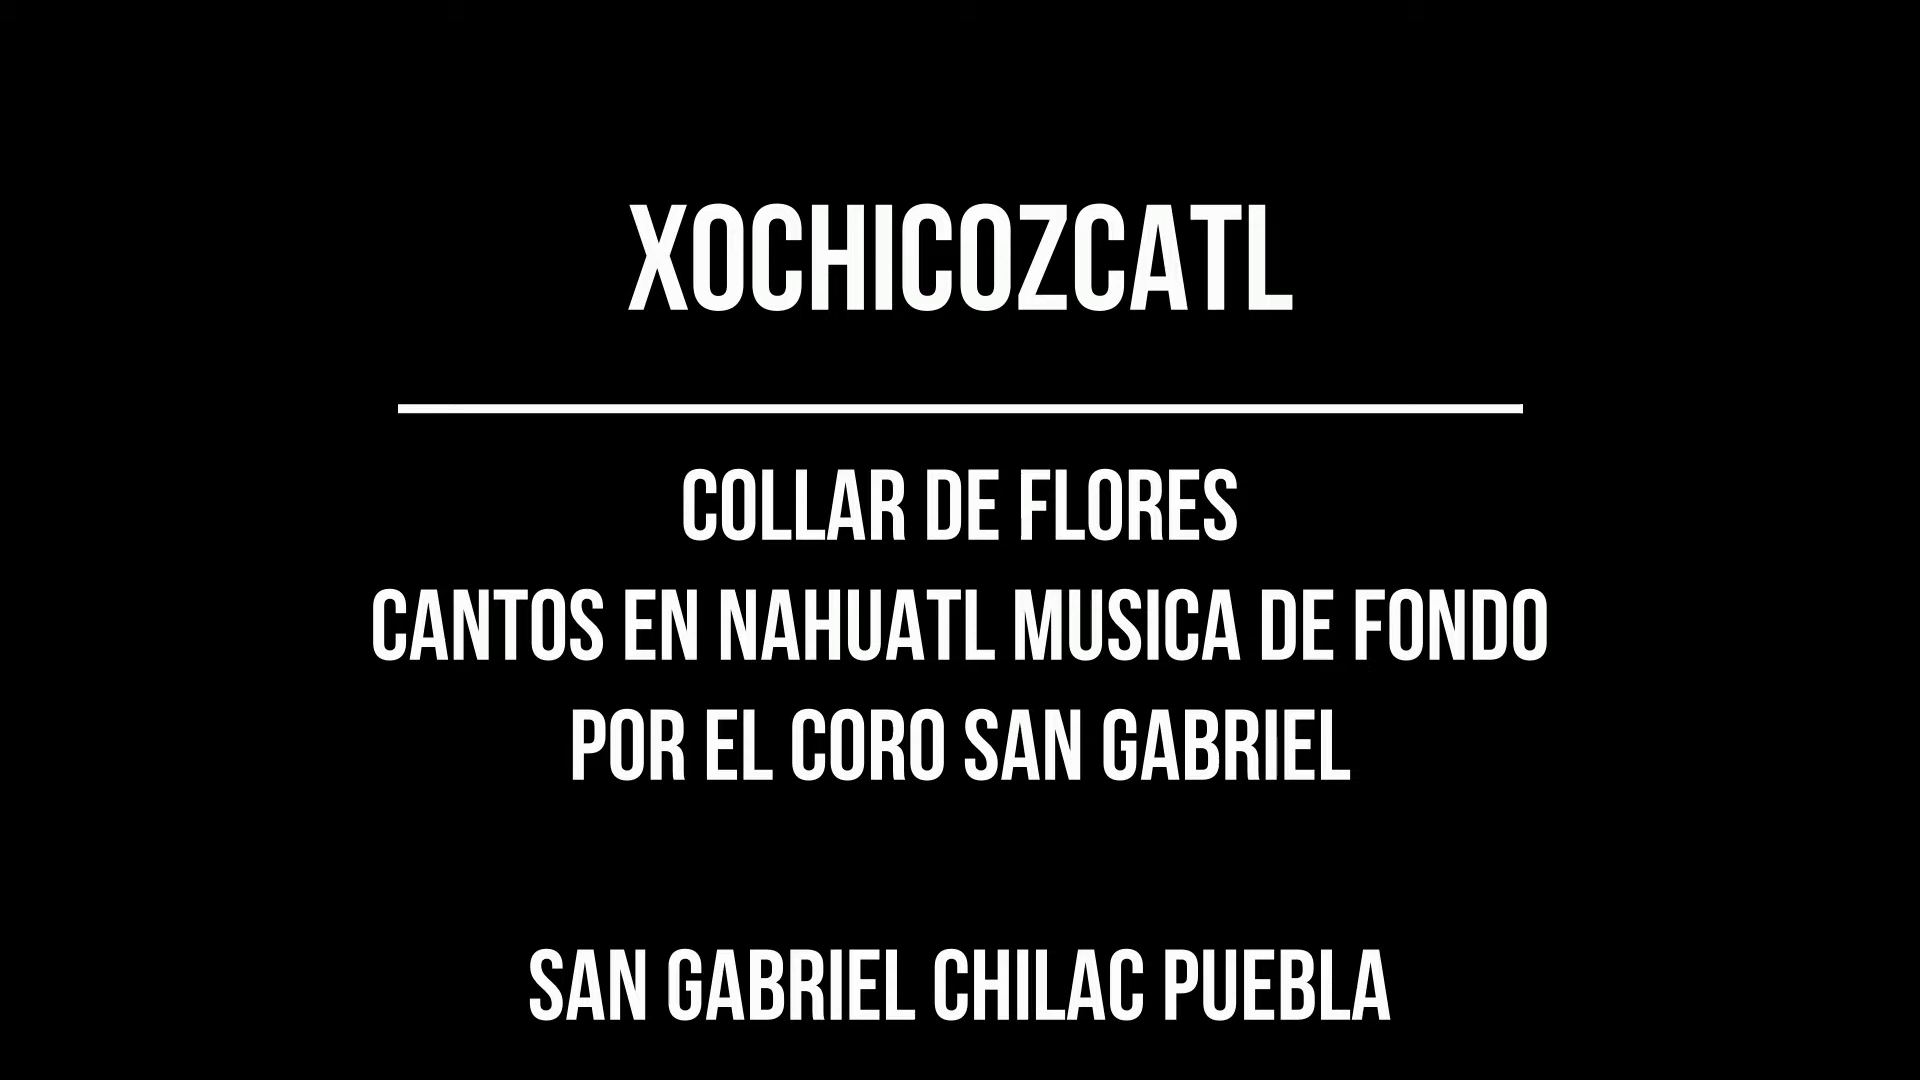 XOCHICOZCATL
COLLAR DE FLORES
CANTOS EN NAHUATL MUSICA DE FONDO
POR EL CORO SAN GABRIEL
SAN GABRIEL CHILAC PUEBLA